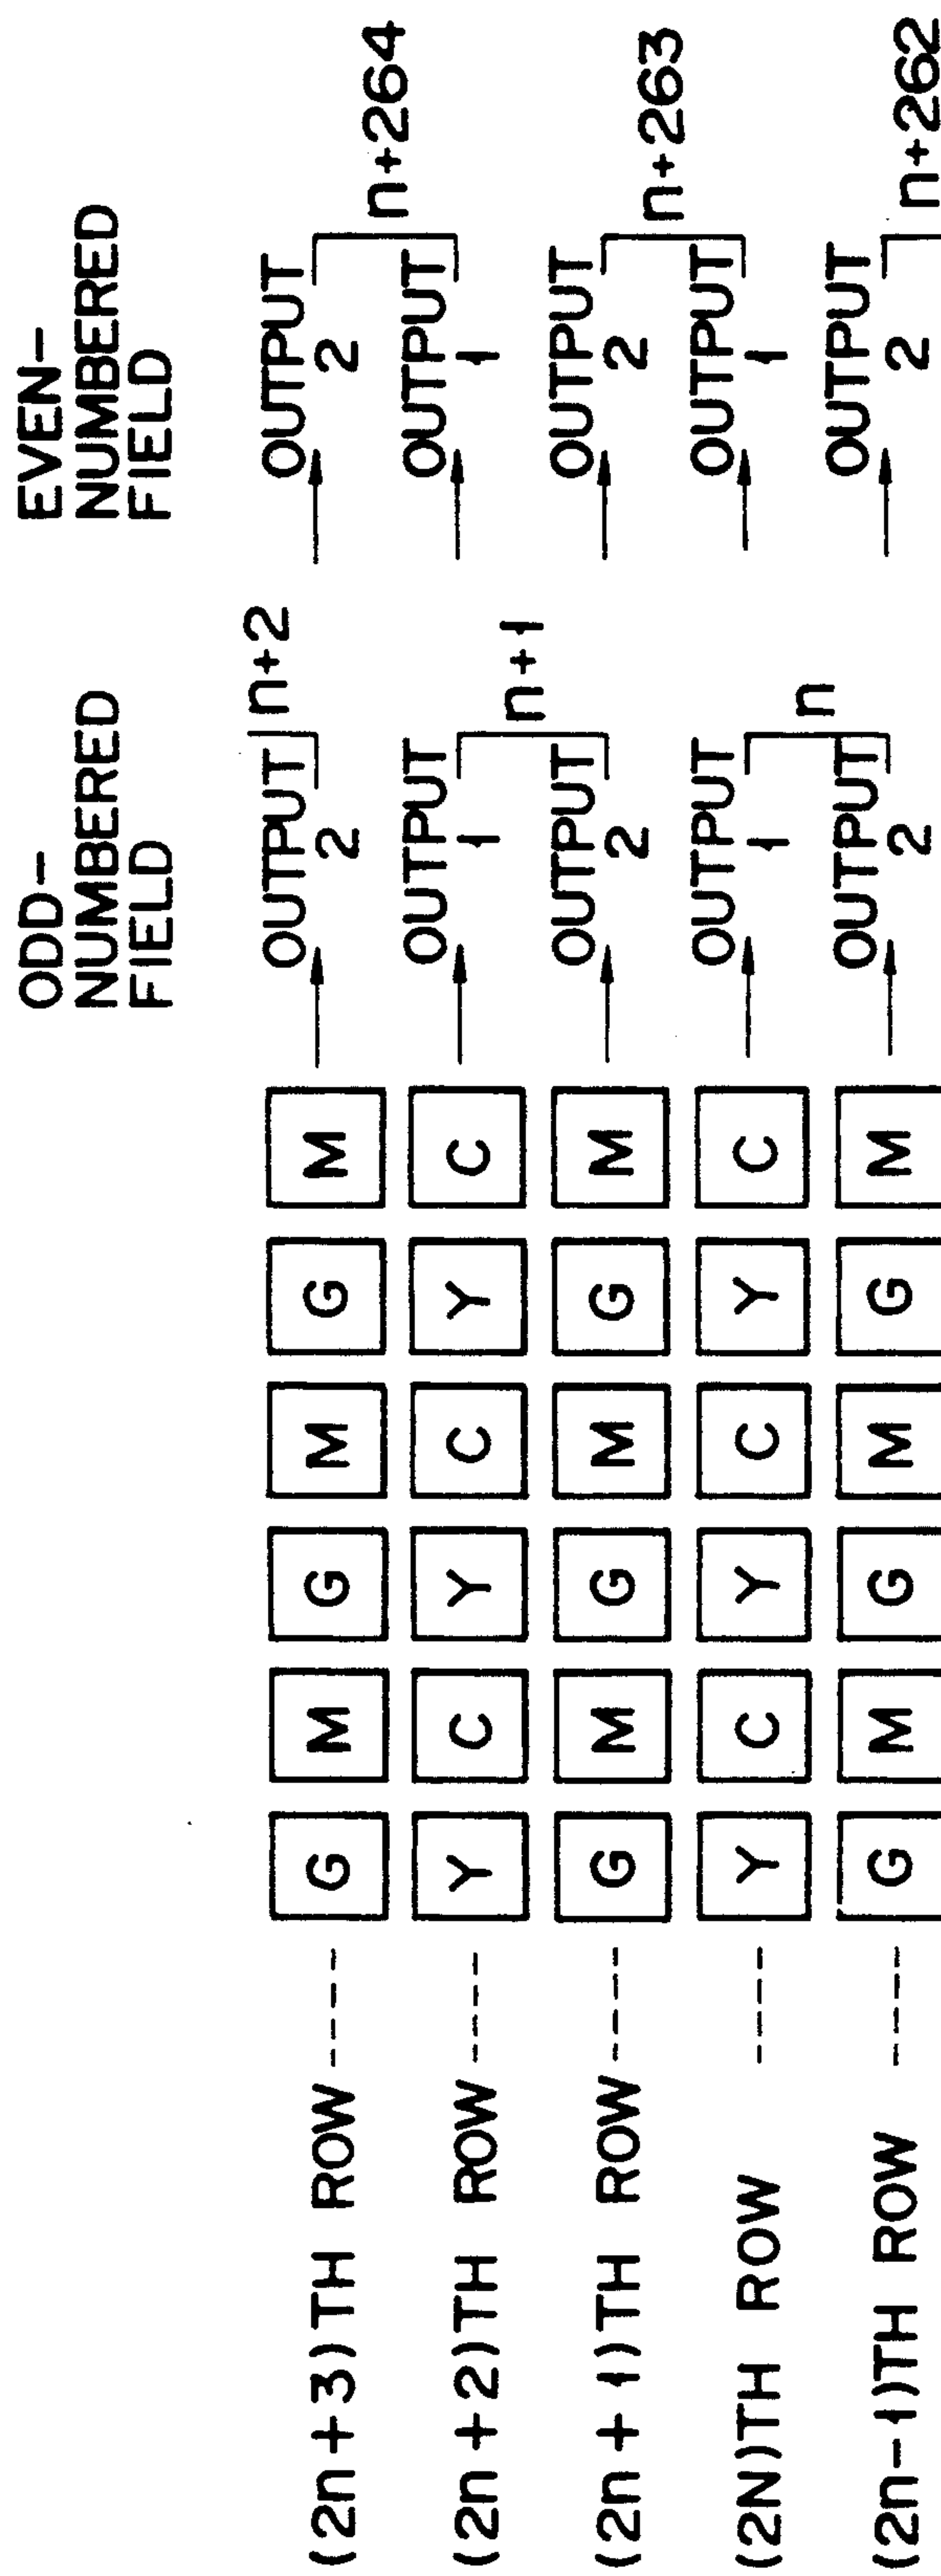 ODD-
NUMBERED
FIELD
EVEN-
NUMBERED
FIELD
(2n+3)TH ROW ----- G M G M G M OUTPUT 2 n+2 OUTPUT 2
n+264
(2n+2)TH ROW ----- Y C Y C Y C OUTPUT 1 OUTPUT 1
n+1
(2n+1)TH ROW ----- G M G M G M OUTPUT 2 OUTPUT 2
n+263
(2N)TH ROW ---- Y C Y C Y C OUTPUT 1 OUTPUT 1
n
(2n-1)TH ROW ----- G M G M G M OUTPUT 2 OUTPUT 2
n+262